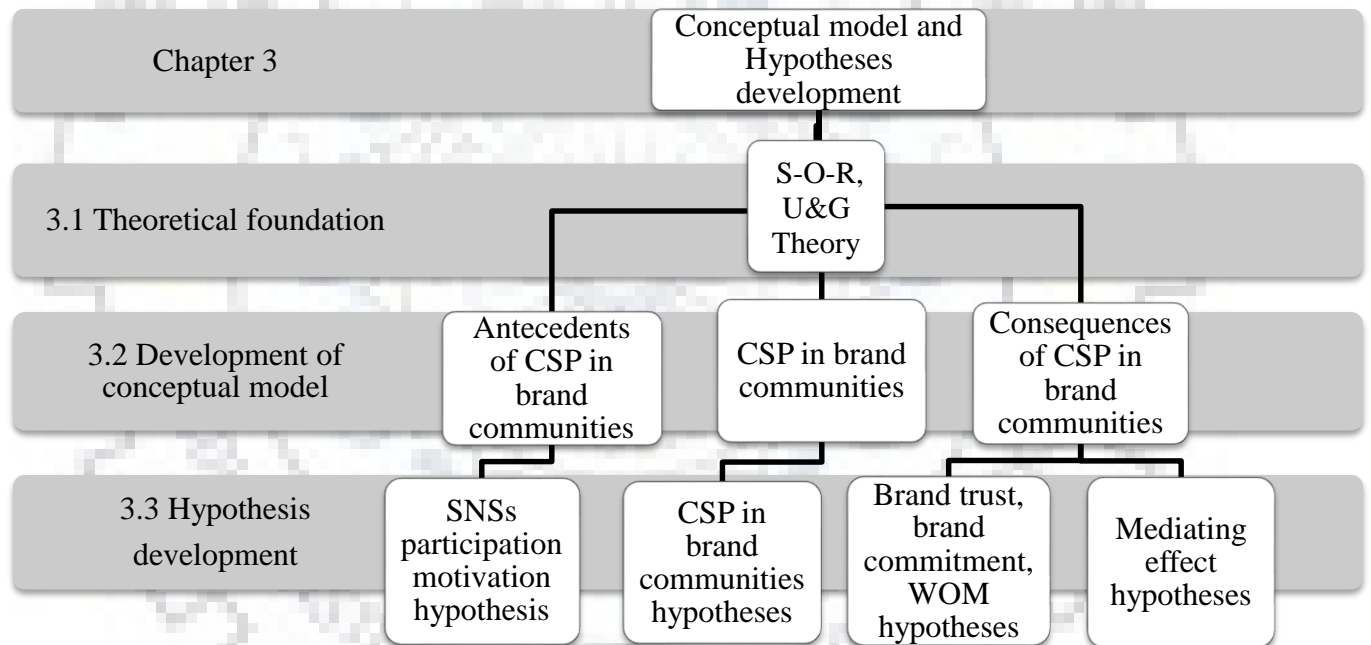 Chapter 3
Conceptual model and
Hypotheses
development
3.1 Theoretical foundation
S-O-R,
U&G
Theory
3.2 Development of
conceptual model
Antecedents
of CSP in
brand
communities
CSP in brand
communities
Consequences
of CSP in
brand
communities
3.3 Hypothesis
development
SNSs
participation
motivation
hypothesis
CSP in
brand
communities
hypotheses
Brand trust,
brand
commitment,
WOM
hypotheses
Mediating
effect
hypotheses